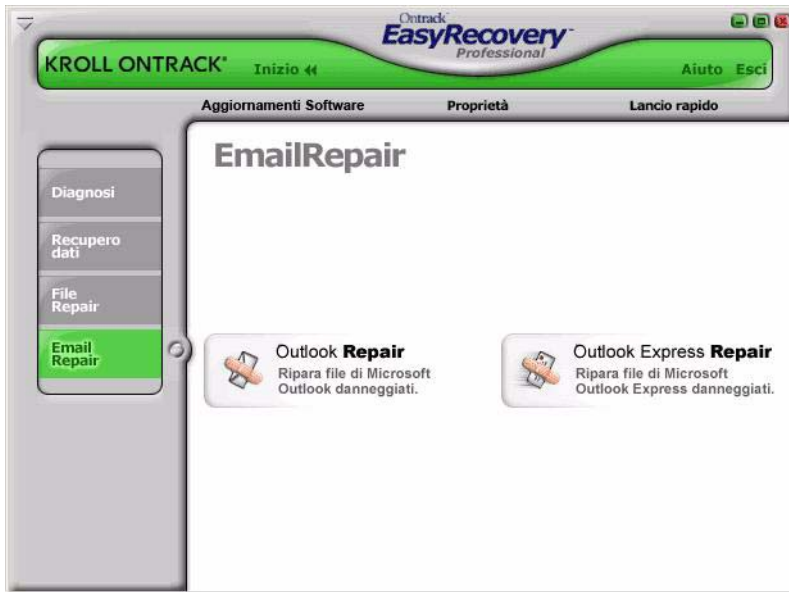 Ontrack
EasyRecovery™
Professional
KROLL ONTRACK®
Inizio
Aiuto Esci
Aggiornamenti Software Proprietà Lancio rapido
EmailRepair
Diagnosi
Recupero
dati
File
Repair
Email
Repair
Outlook Repair
Ripara file di Microsoft
Outlook danneggiati.
Outlook Express Repair
Ripara file di Microsoft
Outlook Express danneggiati.